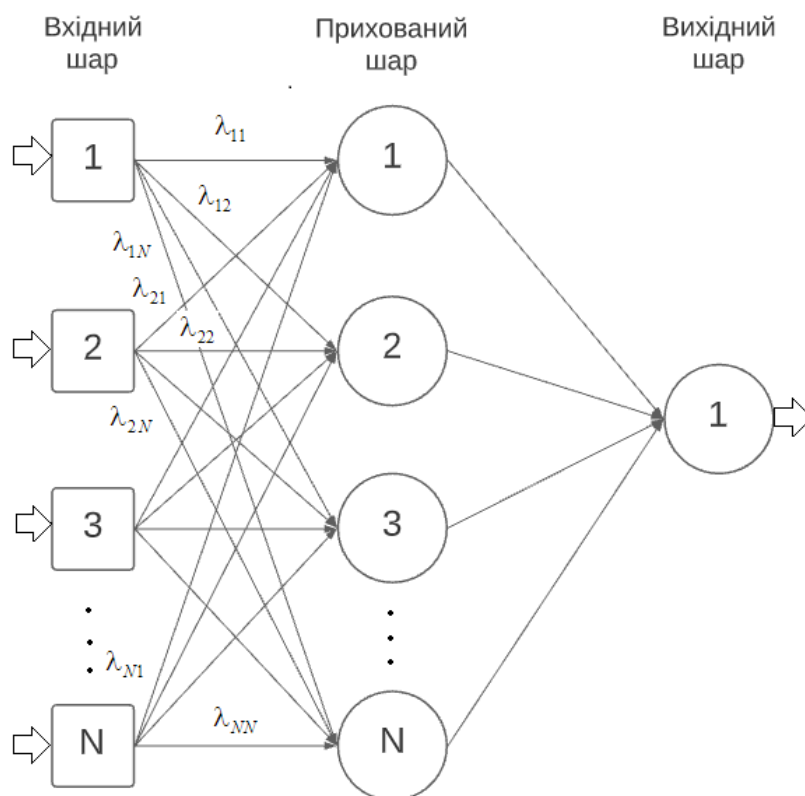 Вхідний
шар
Прихований
шар
Вихідний
шар
1
λ11
1
λ12
λ1N
λ21
2
λ22
2
λ2N
1
3
3
λN1
N
λNN
N